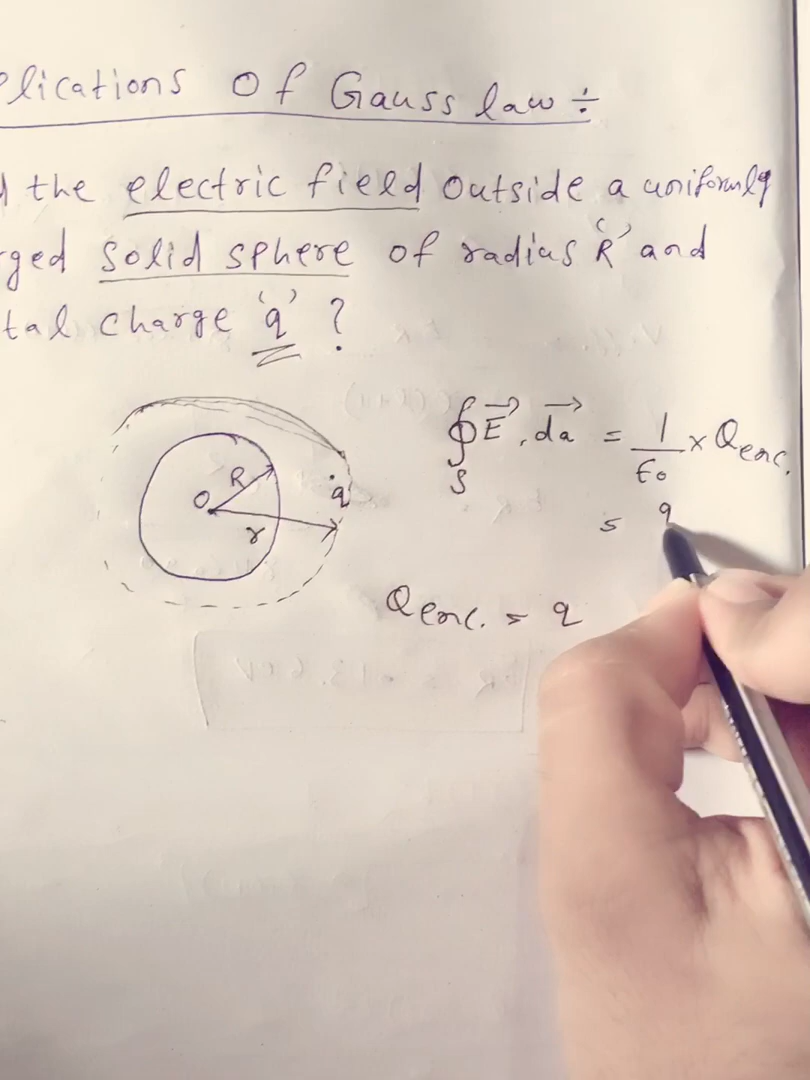 plications of Gauss law ÷
d the electric field outside a uniformly
rged solid sphere of radius 'R' and
tal charge 'q' ?
∮ E⃗ . da⃗ = 1/ε₀ × Qenc.
S
R
O
r
q
= q
Qenc. = q